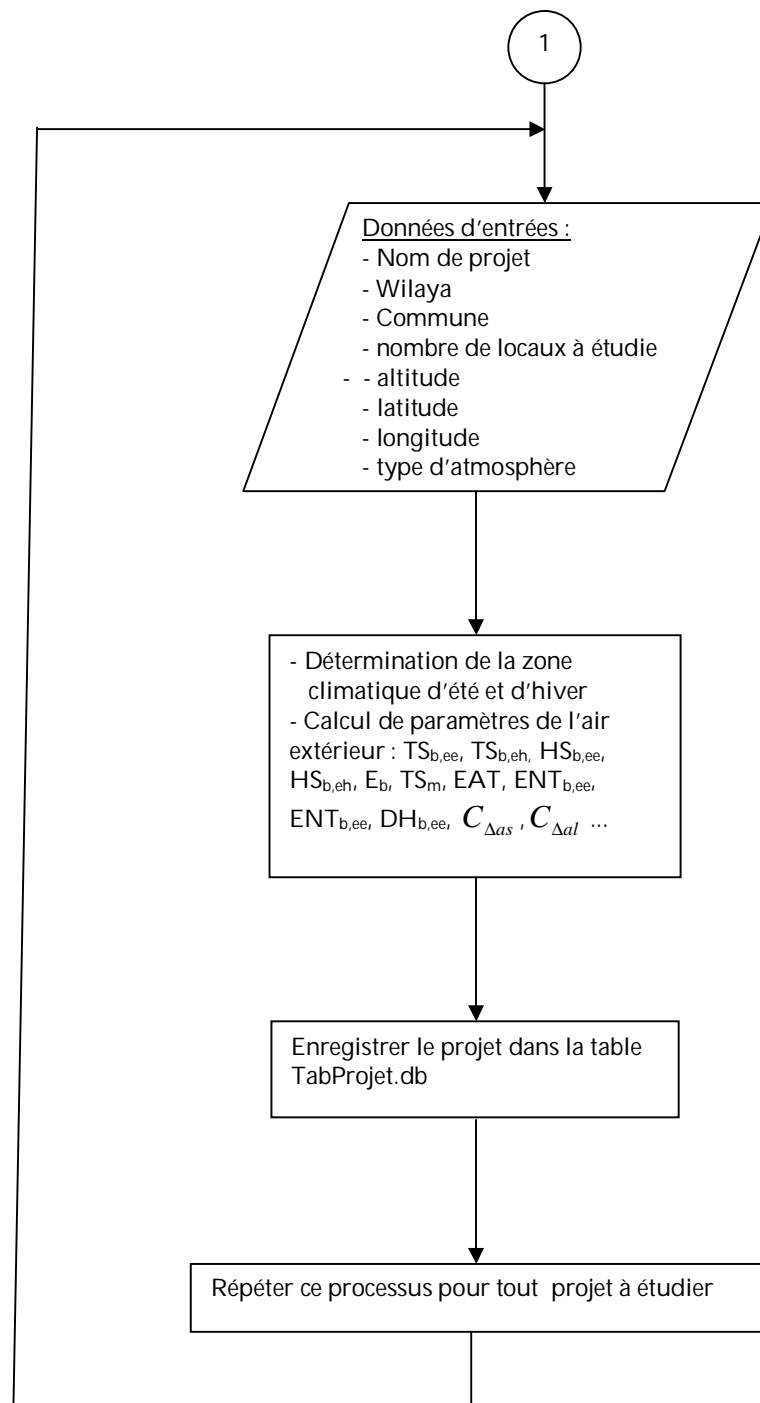 1
Données d'entrées :
- Nom de projet
- Wilaya
- Commune
- nombre de locaux à étudie
- - altitude
- latitude
- longitude
- type d'atmosphère
- Détermination de la zone
climatique d'été et d'hiver
- Calcul de paramètres de l'air
extérieur : TSb,ee, TSb,eh, HSb,ee,
HSb,eh, Eb, TSm, EAT, ENTb,ee,
ENTb,ee, DHb,ee, CΔas , CΔal ...
Enregistrer le projet dans la table
TabProjet.db
Répéter ce processus pour tout projet à étudier